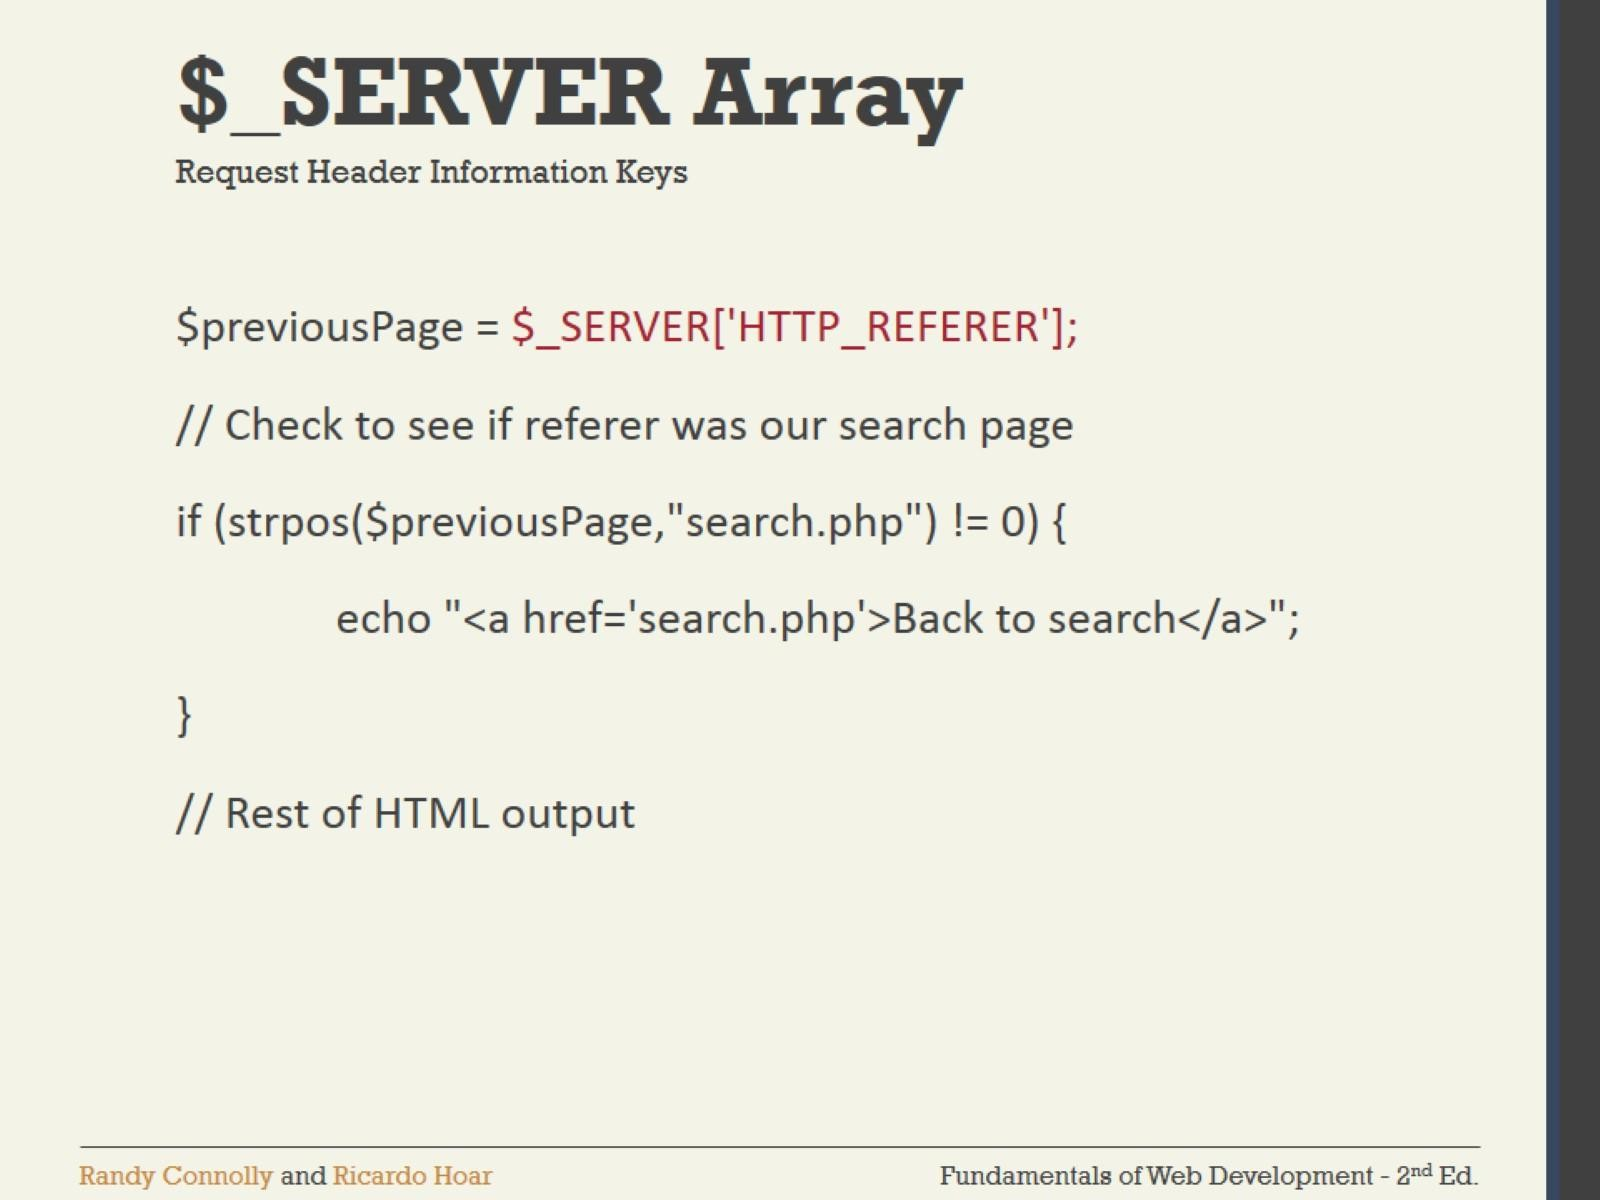 $_SERVER Array
Request Header Information Keys
$previousPage = $_SERVER['HTTP_REFERER'];
// Check to see if referer was our search page
if (strpos($previousPage,"search.php") != 0) {
echo "<a href='search.php'>Back to search</a>";
}
// Rest of HTML output
Randy Connolly and Ricardo Hoar
Fundamentals of Web Development - 2nd Ed.